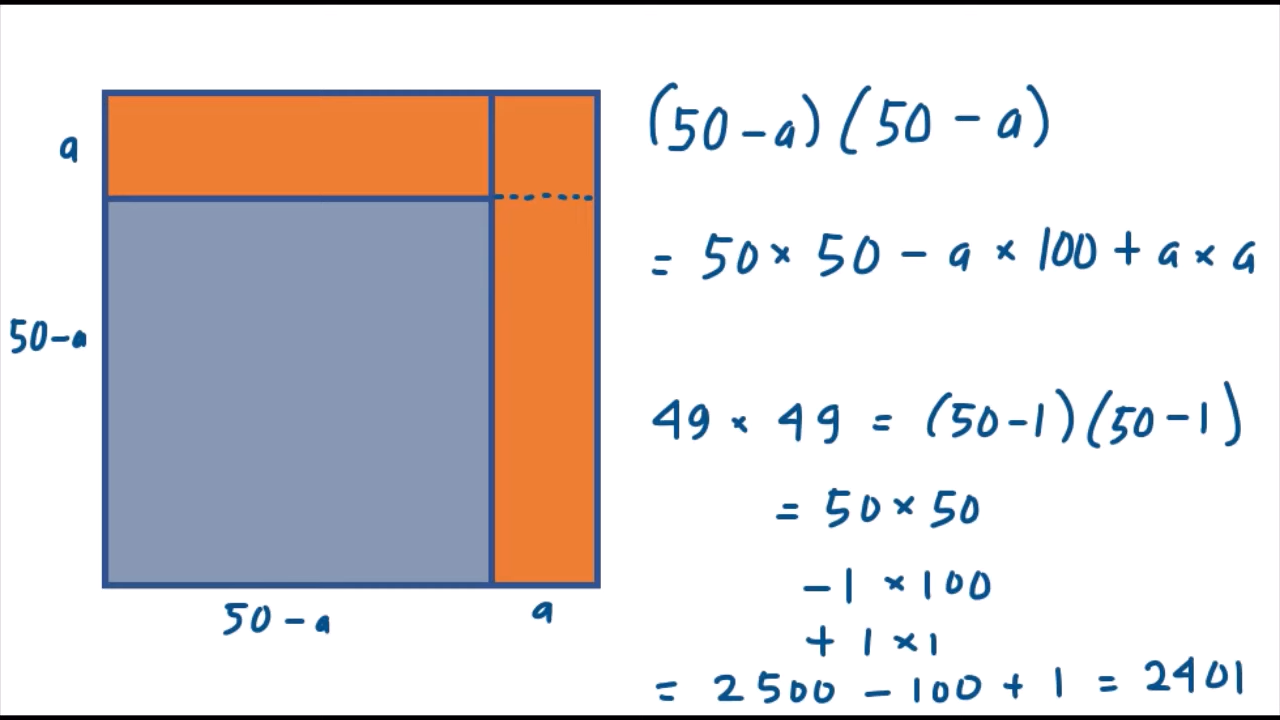 a
50-a
50-a
a
(50-a)(50-a)
= 50× 50 - a × 100 + a × a
49 × 49 = (50-1)(50-1)
= 50×50
-1 × 100
+ 1×1
= 2500 - 100 + 1 = 2401